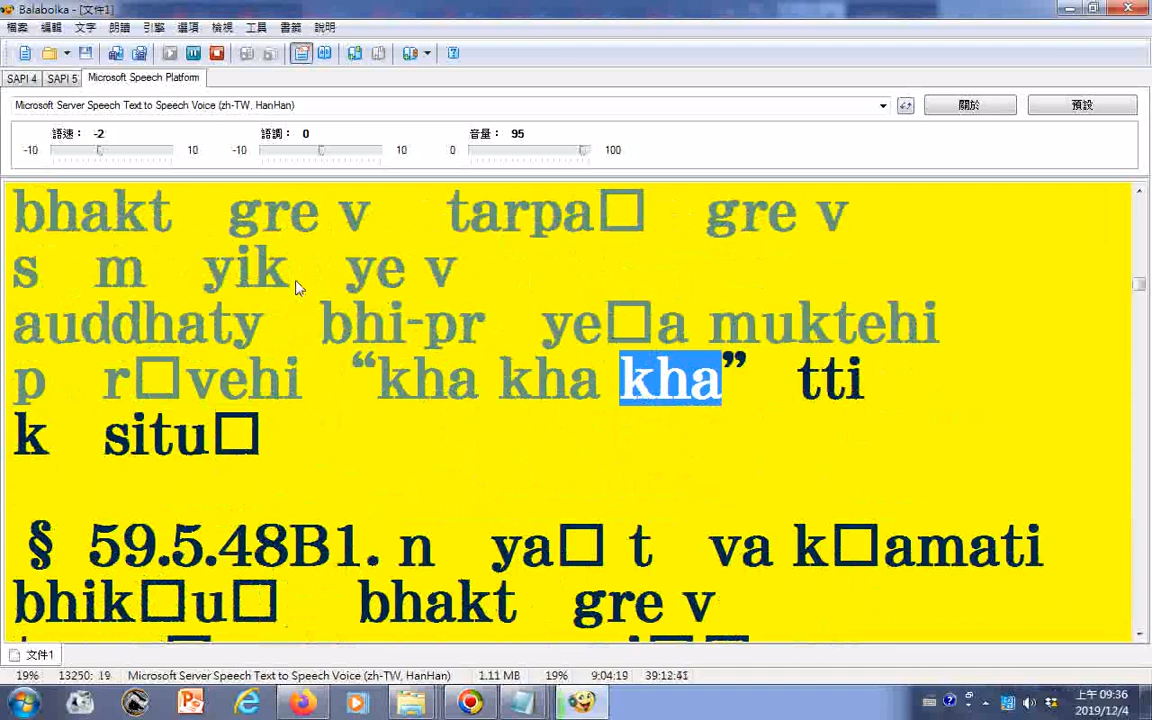 Balabolka - [文件1]
檔案 編輯 文字 朗讀 引擎 選項 檢視 工具 書籤 說明
SAPI 4 SAPI 5 Microsoft Speech Platform
Microsoft Server Speech Text to Speech Voice (zh-TW, HanHan) 關於 預設
語速： -2 語調： 0 音量： 95
-10 10 -10 10 0 100
bhakt gre v tarpa□ gre v
s m yik ye v
auddhaty bhi-pr ye□a muktehi
p r□vehi “kha kha kha” tti
k situ□
§ 59.5.48B1. n ya□ t va k□amati
bhik□u□ bhakt gre v
文件1
19% 13250: 19 Microsoft Server Speech Text to Speech Voice (zh-TW, HanHan) 1.11 MB 19% 9:04:19 39:12:41
上午 09:36
2019/12/4